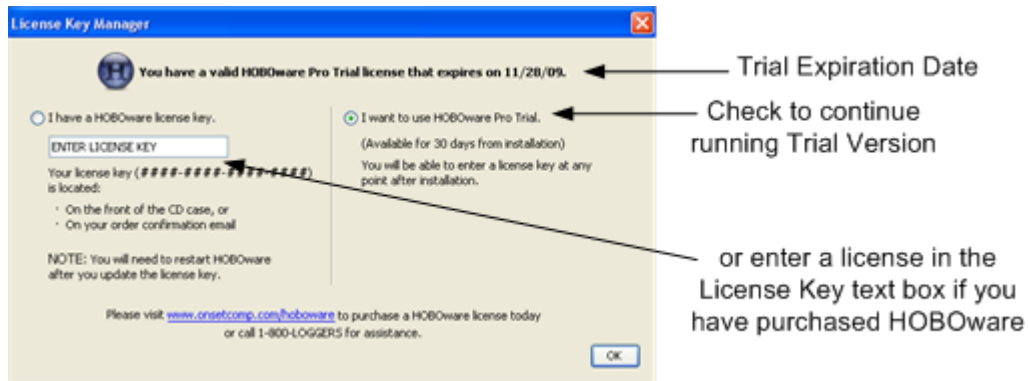 License Key Manager
You have a valid HOBOware Pro Trial license that expires on 11/28/09.
I have a HOBOware license key.
ENTER LICENSE KEY
Your license key (####-####-####-####)
is located:
· On the front of the CD case, or
· On your order confirmation email
NOTE: You will need to restart HOBOware
after you update the license key.
I want to use HOBOware Pro Trial.
(Available for 30 days from installation)
You will be able to enter a license key at any
point after installation.
Please visit www.onsetcomp.com/hoboware to purchase a HOBOware license today
or call 1-800-LOGGERS for assistance.
OK
Trial Expiration Date
Check to continue
running Trial Version
or enter a license in the
License Key text box if you
have purchased HOBOware